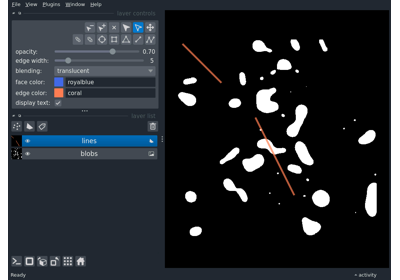 File View Plugins Window Help
layer controls
opacity: 0.70
edge width: 5
blending: translucent
face color: royalblue
edge color: coral
display text:
layer list
lines
blobs
Ready activity